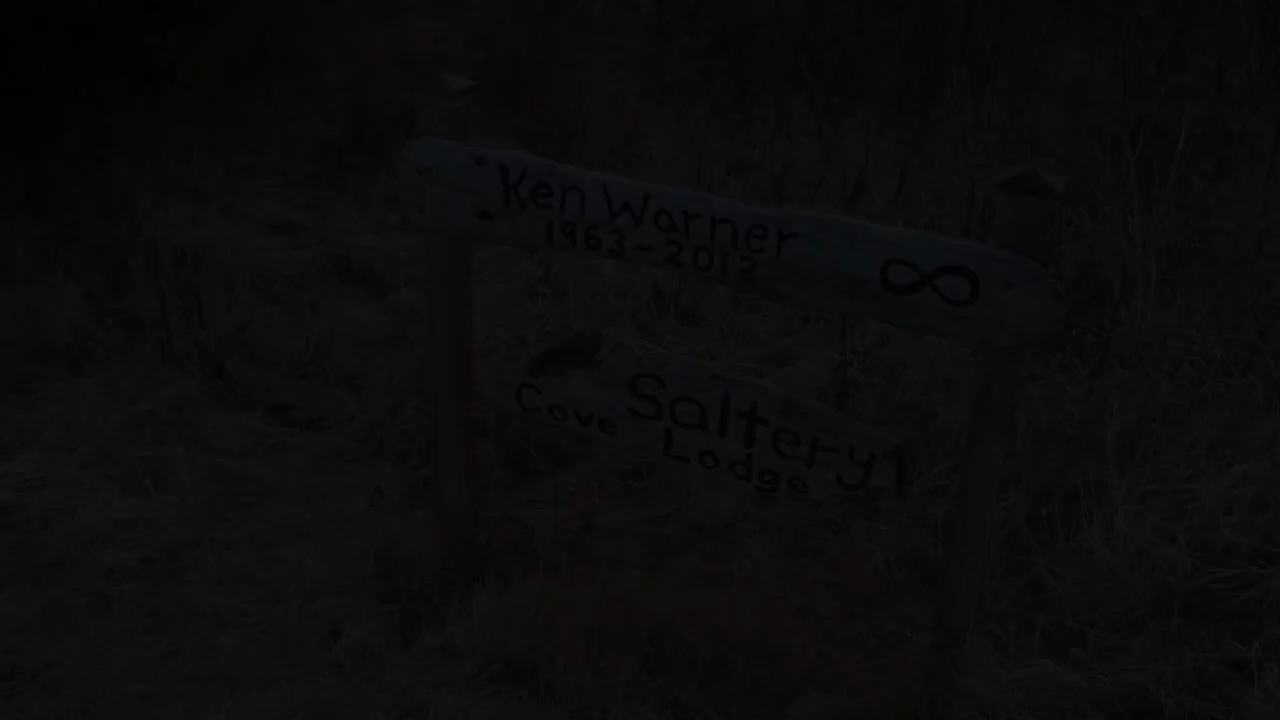 Ken Warner
1963-2012
∞
Saltery
Cove Lodge